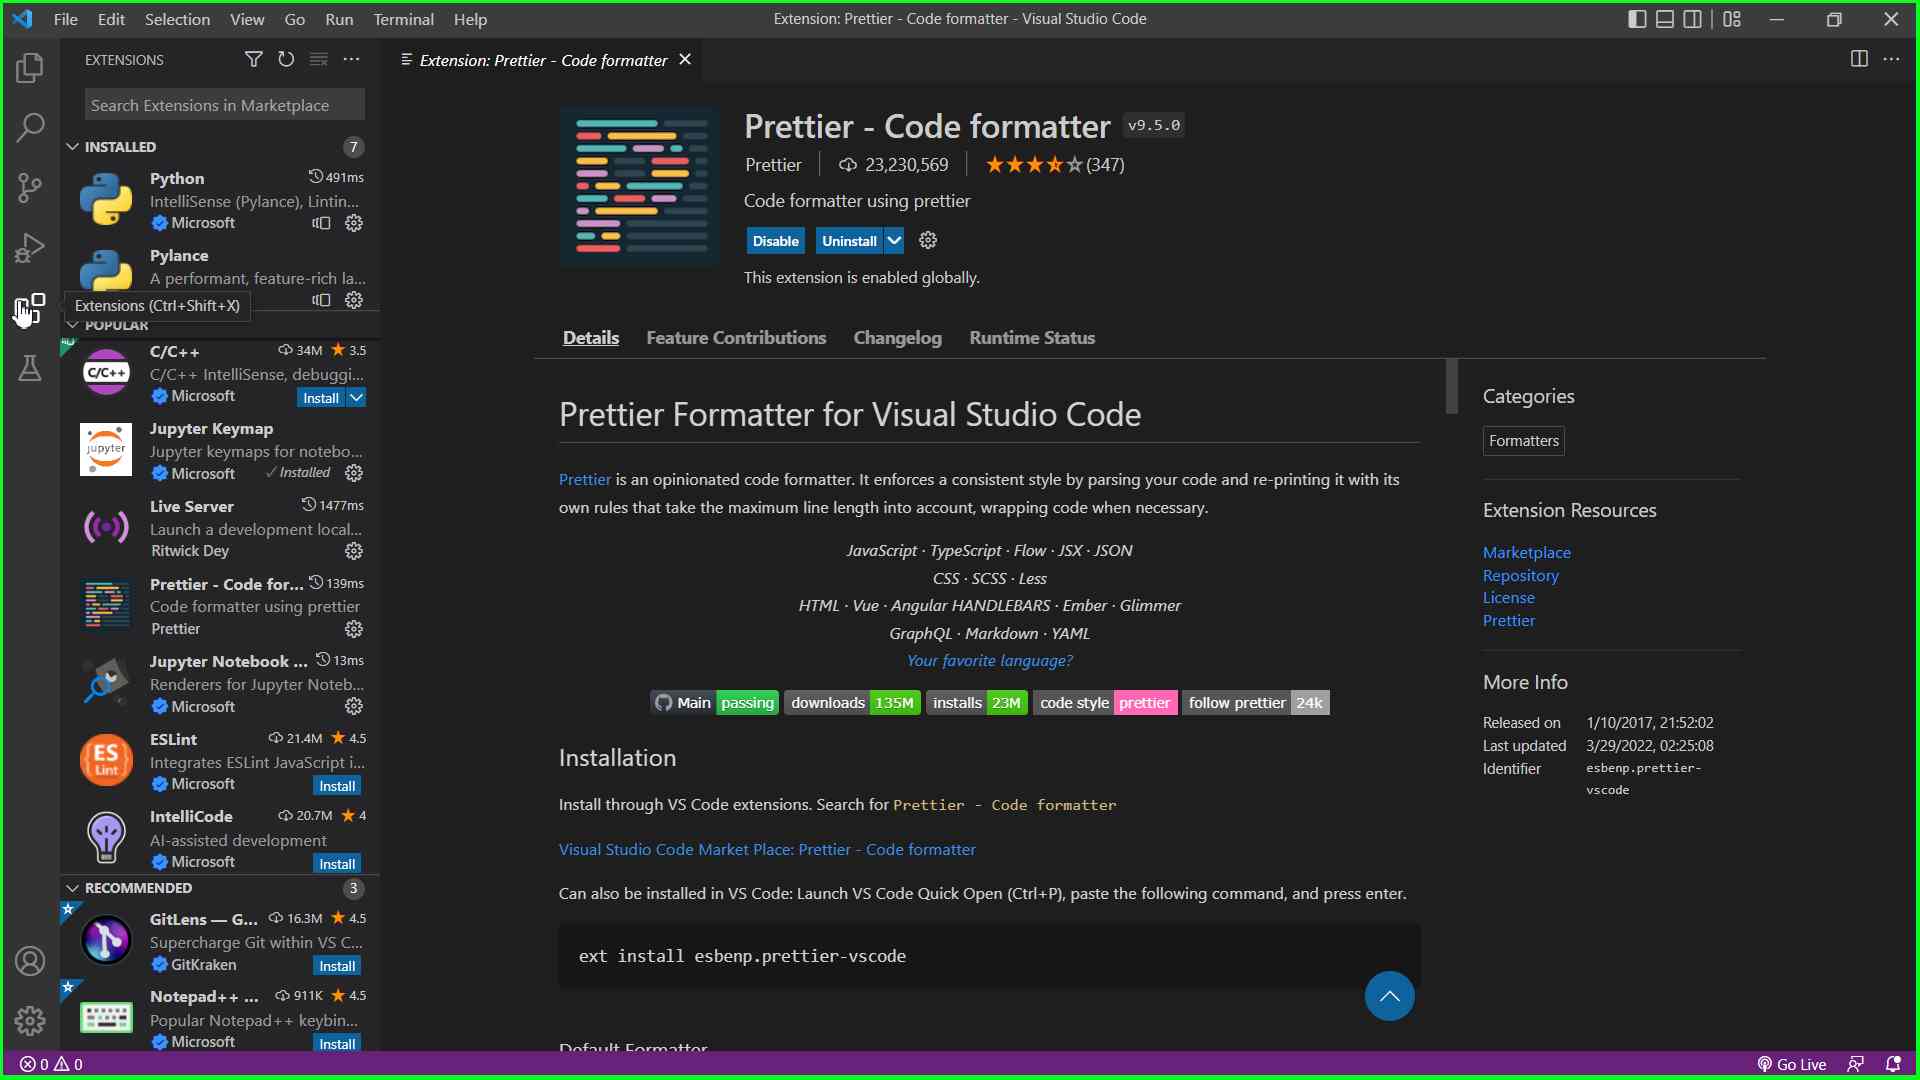 File Edit Selection View Go Run Terminal Help
Extension: Prettier - Code formatter - Visual Studio Code
EXTENSIONS
Search Extensions in Marketplace
INSTALLED 7
Python 491ms
IntelliSense (Pylance), Lintin...
Microsoft
Pylance
A performant, feature-rich la...
Extensions (Ctrl+Shift+X)
POPULAR
C/C++ 34M 3.5
C/C++ IntelliSense, debuggi...
Microsoft Install
Jupyter Keymap
Jupyter keymaps for notebo...
Microsoft ✓Installed
Live Server 1477ms
Launch a development local...
Ritwick Dey
Prettier - Code for... 139ms
Code formatter using prettier
Prettier
Jupyter Notebook ... 13ms
Renderers for Jupyter Noteb...
Microsoft
ESLint 21.4M 4.5
Integrates ESLint JavaScript i...
Microsoft Install
IntelliCode 20.7M 4
AI-assisted development
Microsoft Install
RECOMMENDED 3
GitLens — G... 16.3M 4.5
Supercharge Git within VS C...
GitKraken Install
Notepad++ ... 911K 4.5
Popular Notepad++ keybin...
Microsoft Install
C/C++
jupyter
ES
Lint
Extension: Prettier - Code formatter
Prettier - Code formatter v9.5.0
Prettier 23,230,569 (347)
Code formatter using prettier
Disable Uninstall
This extension is enabled globally.
Details Feature Contributions Changelog Runtime Status
Prettier Formatter for Visual Studio Code
Prettier is an opinionated code formatter. It enforces a consistent style by parsing your code and re-printing it with its
own rules that take the maximum line length into account, wrapping code when necessary.
JavaScript · TypeScript · Flow · JSX · JSON
CSS · SCSS · Less
HTML · Vue · Angular HANDLEBARS · Ember · Glimmer
GraphQL · Markdown · YAML
Your favorite language?
Main passing downloads 135M installs 23M code style prettier follow prettier 24k
Installation
Install through VS Code extensions. Search for Prettier - Code formatter
Visual Studio Code Market Place: Prettier - Code formatter
Can also be installed in VS Code: Launch VS Code Quick Open (Ctrl+P), paste the following command, and press enter.
ext install esbenp.prettier-vscode
Default Formatter
Categories
Formatters
Extension Resources
Marketplace
Repository
License
Prettier
More Info
Released on 1/10/2017, 21:52:02
Last updated 3/29/2022, 02:25:08
Identifier esbenp.prettier-
vscode
0 0
Go Live